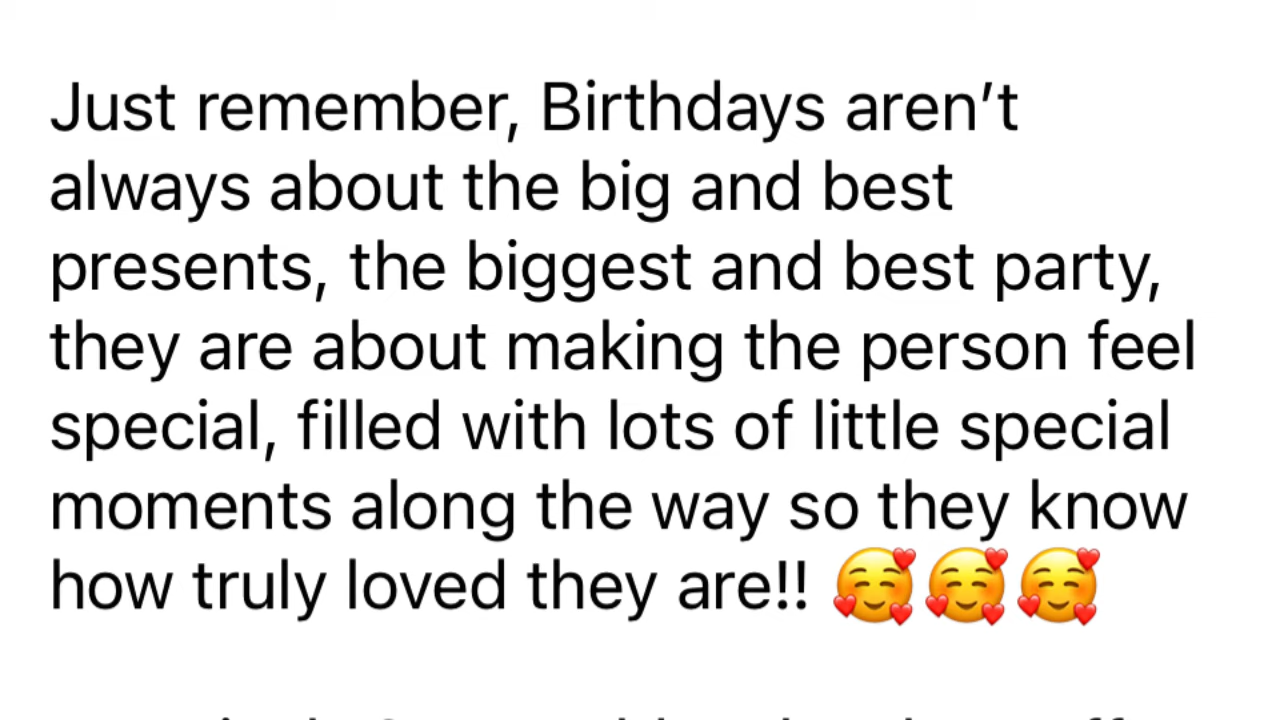 Just remember, Birthdays aren’t
always about the big and best
presents, the biggest and best party,
they are about making the person feel
special, filled with lots of little special
moments along the way so they know
how truly loved they are!! 🥰🥰🥰